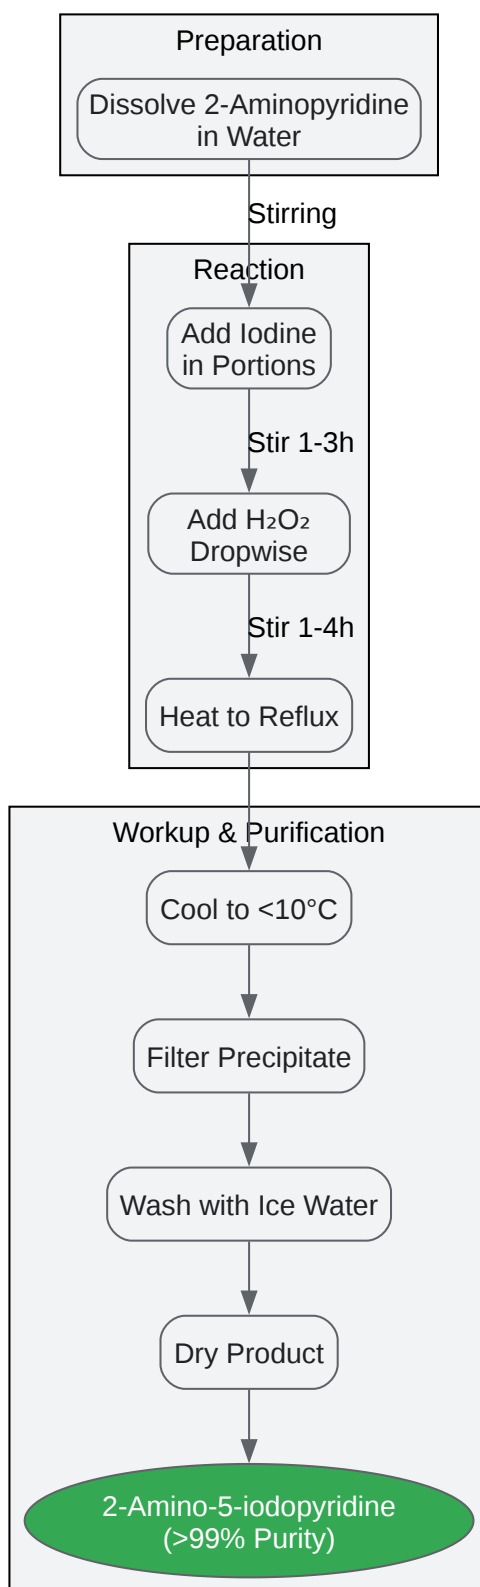 Preparation
Dissolve 2-Aminopyridine
in Water
Stirring
Reaction
Add Iodine
in Portions
Stir 1-3h
Add H₂O₂
Dropwise
Stir 1-4h
Heat to Reflux
Workup & Purification
Cool to <10°C
Filter Precipitate
Wash with Ice Water
Dry Product
2-Amino-5-iodopyridine
(>99% Purity)